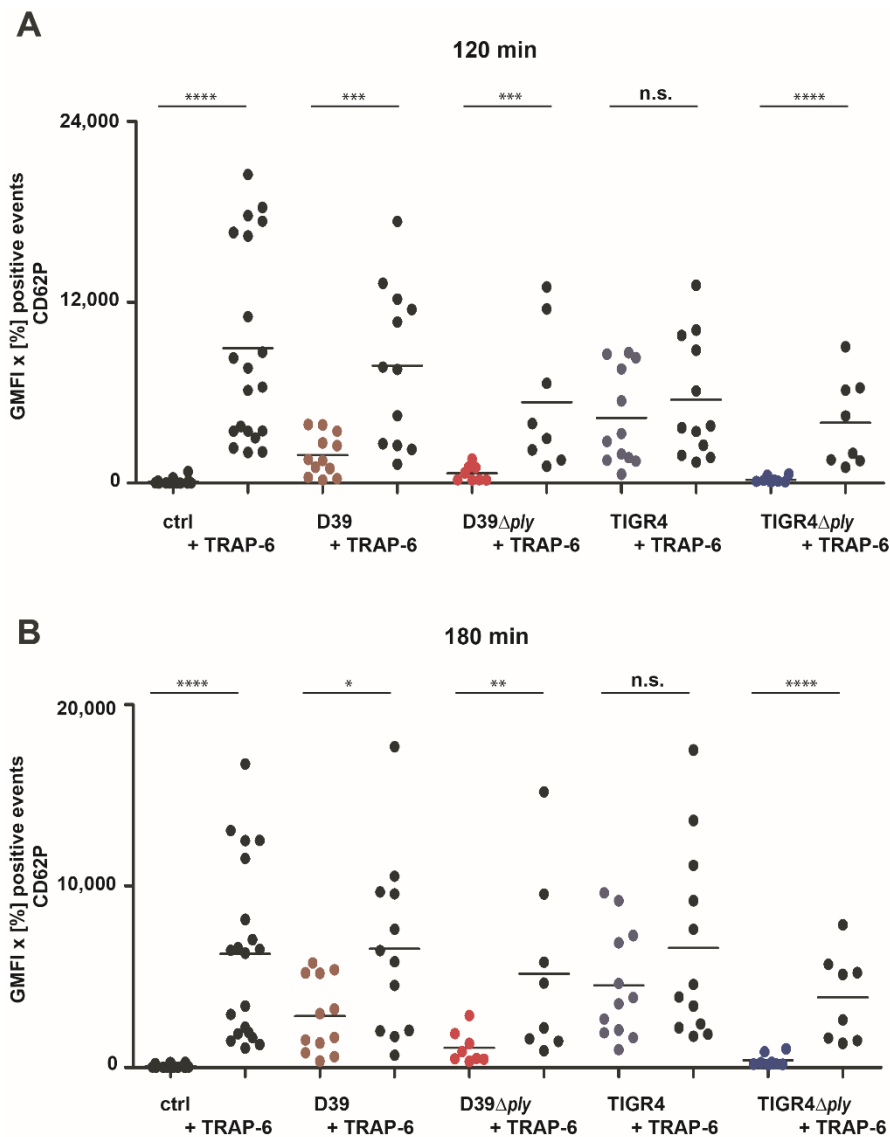 A
120 min
**** *** *** n.s. ****
GMFI x [%] positive events
CD62P
24,000
12,000
0
ctrl D39 D39Δply TIGR4 TIGR4Δply
+ TRAP-6 + TRAP-6 + TRAP-6 + TRAP-6 + TRAP-6
B
180 min
**** * ** n.s. ****
GMFI x [%] positive events
CD62P
20,000
10,000
0
ctrl D39 D39Δply TIGR4 TIGR4Δply
+ TRAP-6 + TRAP-6 + TRAP-6 + TRAP-6 + TRAP-6